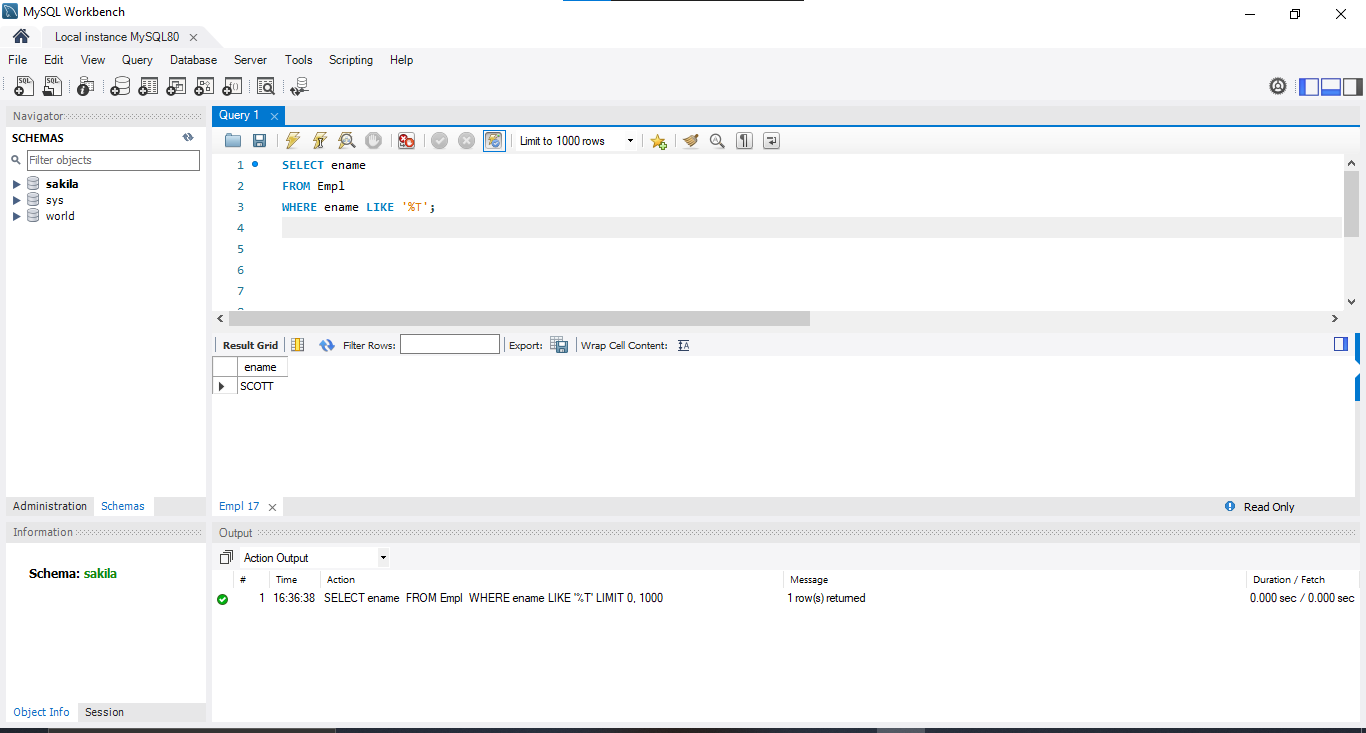 MySQL Workbench
Local instance MySQL80
File Edit View Query Database Server Tools Scripting Help
Navigator
SCHEMAS
Filter objects
sakila
sys
world
Administration Schemas
Information
Schema: sakila
Object Info Session
Query 1
Limit to 1000 rows
1 SELECT ename
2 FROM Empl
3 WHERE ename LIKE '%T';
4
5
6
7
Result Grid Filter Rows: Export: Wrap Cell Content:
ename
SCOTT
Empl 17 Read Only
Output
Action Output
# Time Action Message Duration / Fetch
1 16:36:38 SELECT ename FROM Empl WHERE ename LIKE '%T' LIMIT 0, 1000 1 row(s) returned 0.000 sec / 0.000 sec